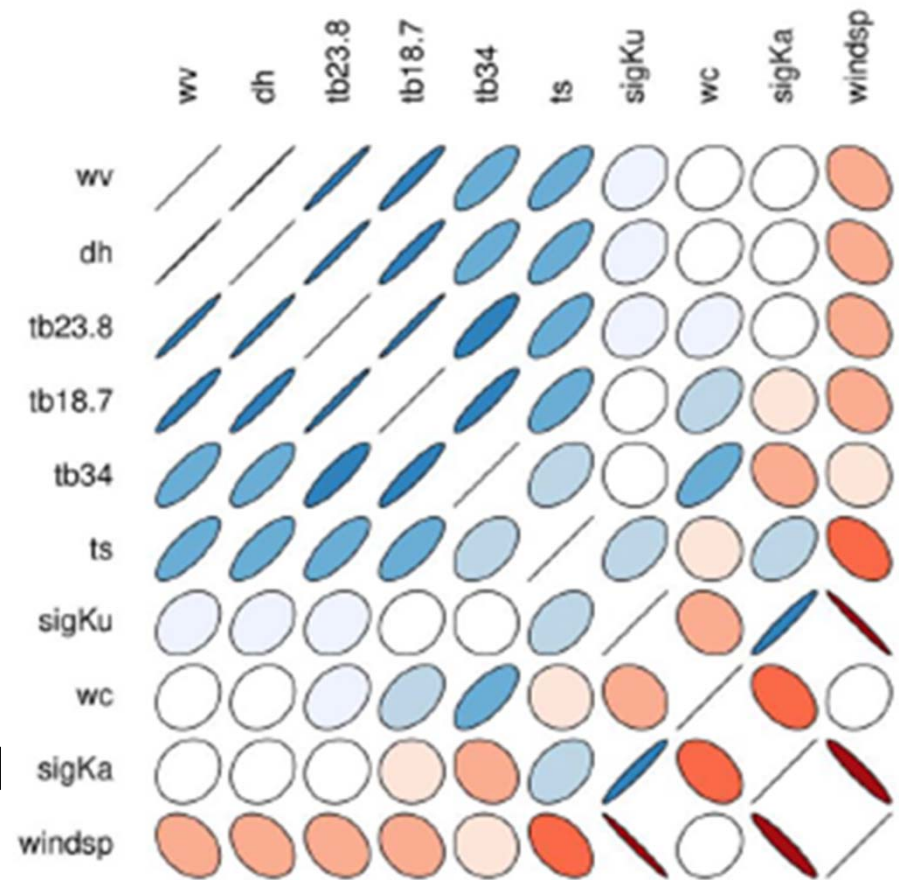 wv dh tb23.8 tb18.7 tb34 ts sigKu wc sigKa windsp
wv
dh
tb23.8
tb18.7
tb34
ts
sigKu
wc
sigKa
windsp